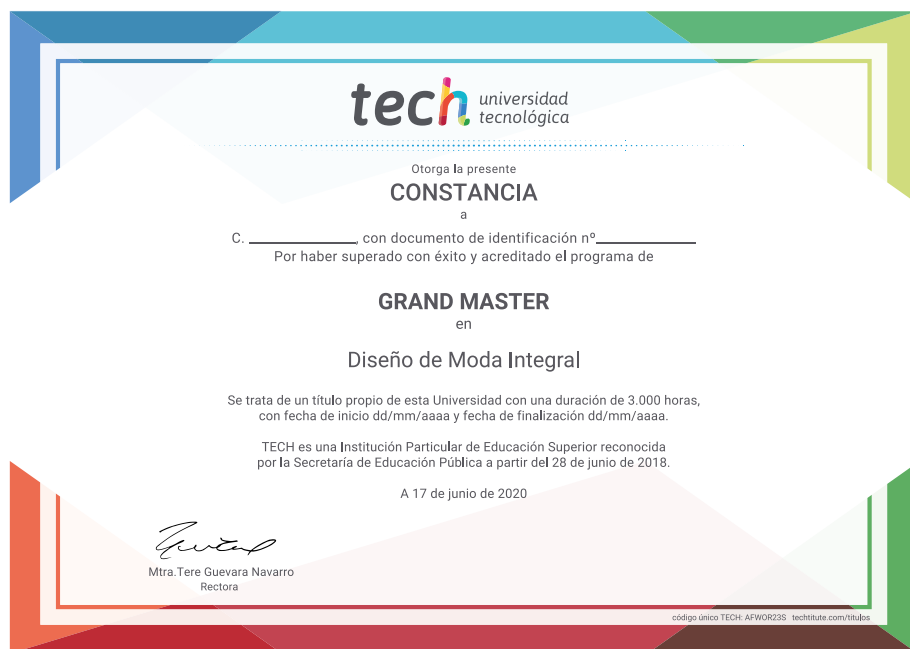 tech universidad
tecnológica
Otorga la presente
CONSTANCIA
a
C. ______________, con documento de identificación nº______________
Por haber superado con éxito y acreditado el programa de
GRAND MASTER
en
Diseño de Moda Integral
Se trata de un título propio de esta Universidad con una duración de 3.000 horas,
con fecha de inicio dd/mm/aaaa y fecha de finalización dd/mm/aaaa.
TECH es una Institución Particular de Educación Superior reconocida
por la Secretaría de Educación Pública a partir del 28 de junio de 2018.
A 17 de junio de 2020
Mtra.Tere Guevara Navarro
Rectora
código único TECH: AFWOR23S techtitute.com/titulos